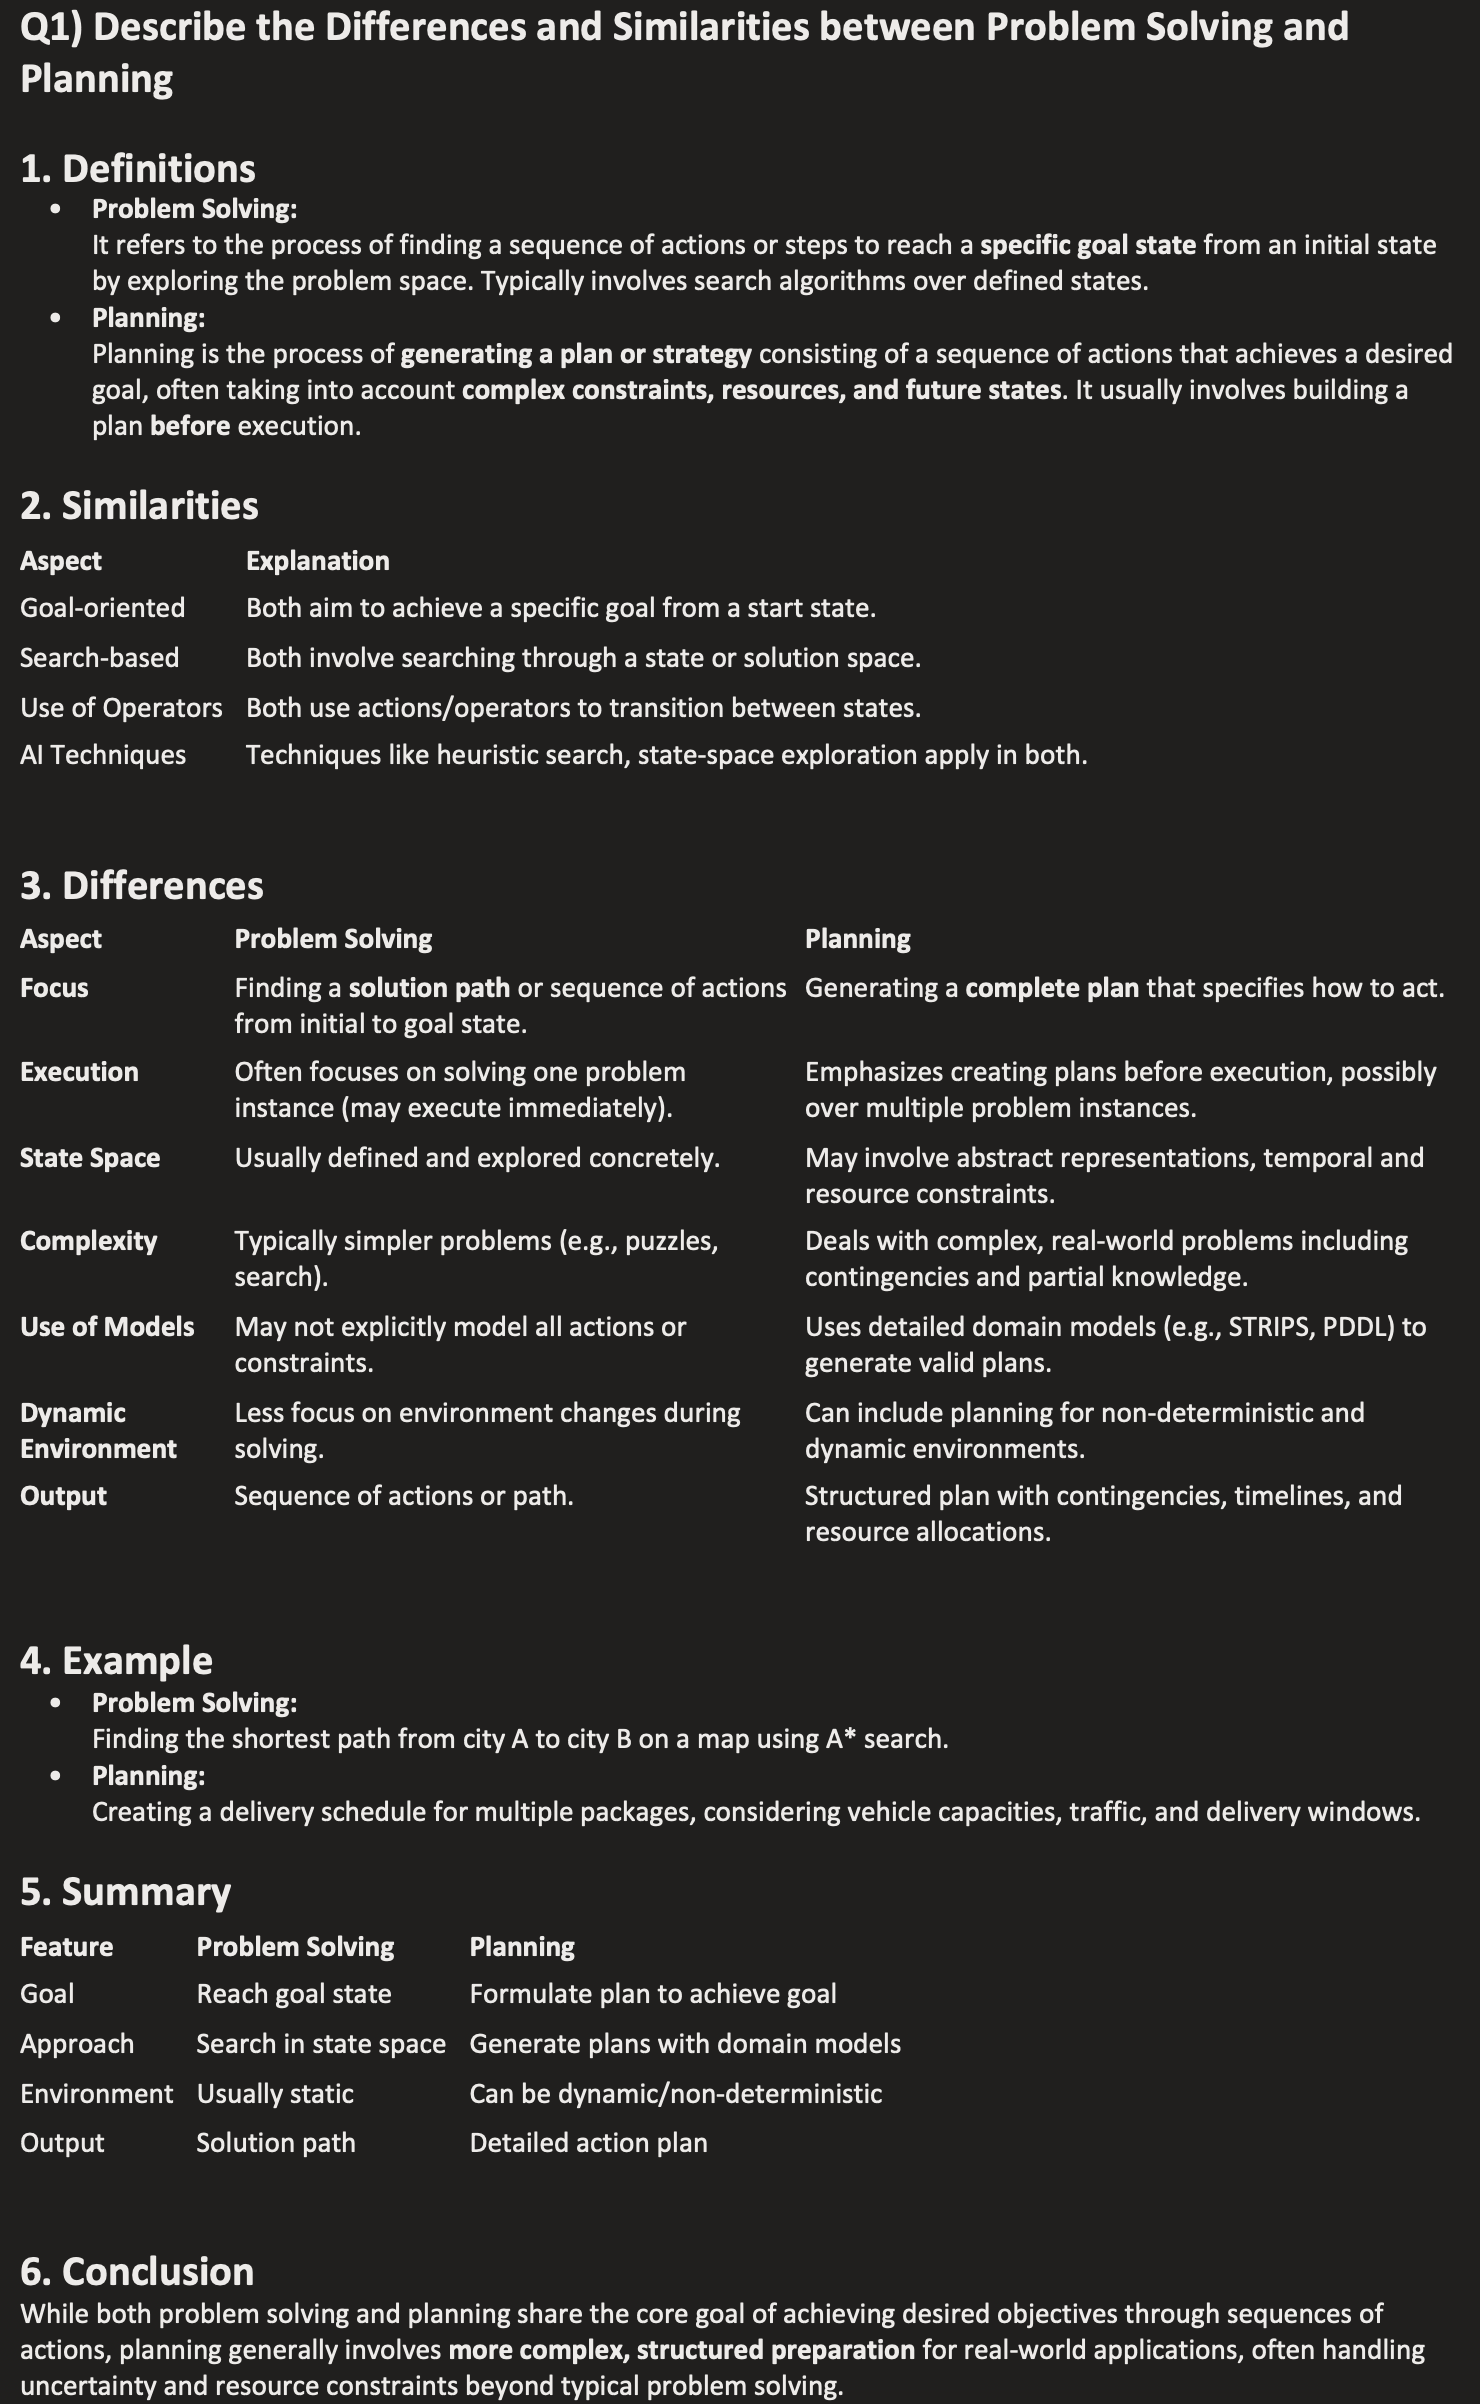 Q1) Describe the Differences and Similarities between Problem Solving and
Planning
1. Definitions
• Problem Solving:
It refers to the process of finding a sequence of actions or steps to reach a specific goal state from an initial state
by exploring the problem space. Typically involves search algorithms over defined states.
• Planning:
Planning is the process of generating a plan or strategy consisting of a sequence of actions that achieves a desired
goal, often taking into account complex constraints, resources, and future states. It usually involves building a
plan before execution.
2. Similarities
Aspect Explanation
Goal-oriented Both aim to achieve a specific goal from a start state.
Search-based Both involve searching through a state or solution space.
Use of Operators Both use actions/operators to transition between states.
AI Techniques Techniques like heuristic search, state-space exploration apply in both.
3. Differences
Aspect Problem Solving Planning
Focus Finding a solution path or sequence of actions Generating a complete plan that specifies how to act.
from initial to goal state.
Execution Often focuses on solving one problem Emphasizes creating plans before execution, possibly
instance (may execute immediately). over multiple problem instances.
State Space Usually defined and explored concretely. May involve abstract representations, temporal and
resource constraints.
Complexity Typically simpler problems (e.g., puzzles, Deals with complex, real-world problems including
search). contingencies and partial knowledge.
Use of Models May not explicitly model all actions or Uses detailed domain models (e.g., STRIPS, PDDL) to
constraints. generate valid plans.
Dynamic Less focus on environment changes during Can include planning for non-deterministic and
Environment solving. dynamic environments.
Output Sequence of actions or path. Structured plan with contingencies, timelines, and
resource allocations.
4. Example
• Problem Solving:
Finding the shortest path from city A to city B on a map using A* search.
• Planning:
Creating a delivery schedule for multiple packages, considering vehicle capacities, traffic, and delivery windows.
5. Summary
Feature Problem Solving Planning
Goal Reach goal state Formulate plan to achieve goal
Approach Search in state space Generate plans with domain models
Environment Usually static Can be dynamic/non-deterministic
Output Solution path Detailed action plan
6. Conclusion
While both problem solving and planning share the core goal of achieving desired objectives through sequences of
actions, planning generally involves more complex, structured preparation for real-world applications, often handling
uncertainty and resource constraints beyond typical problem solving.